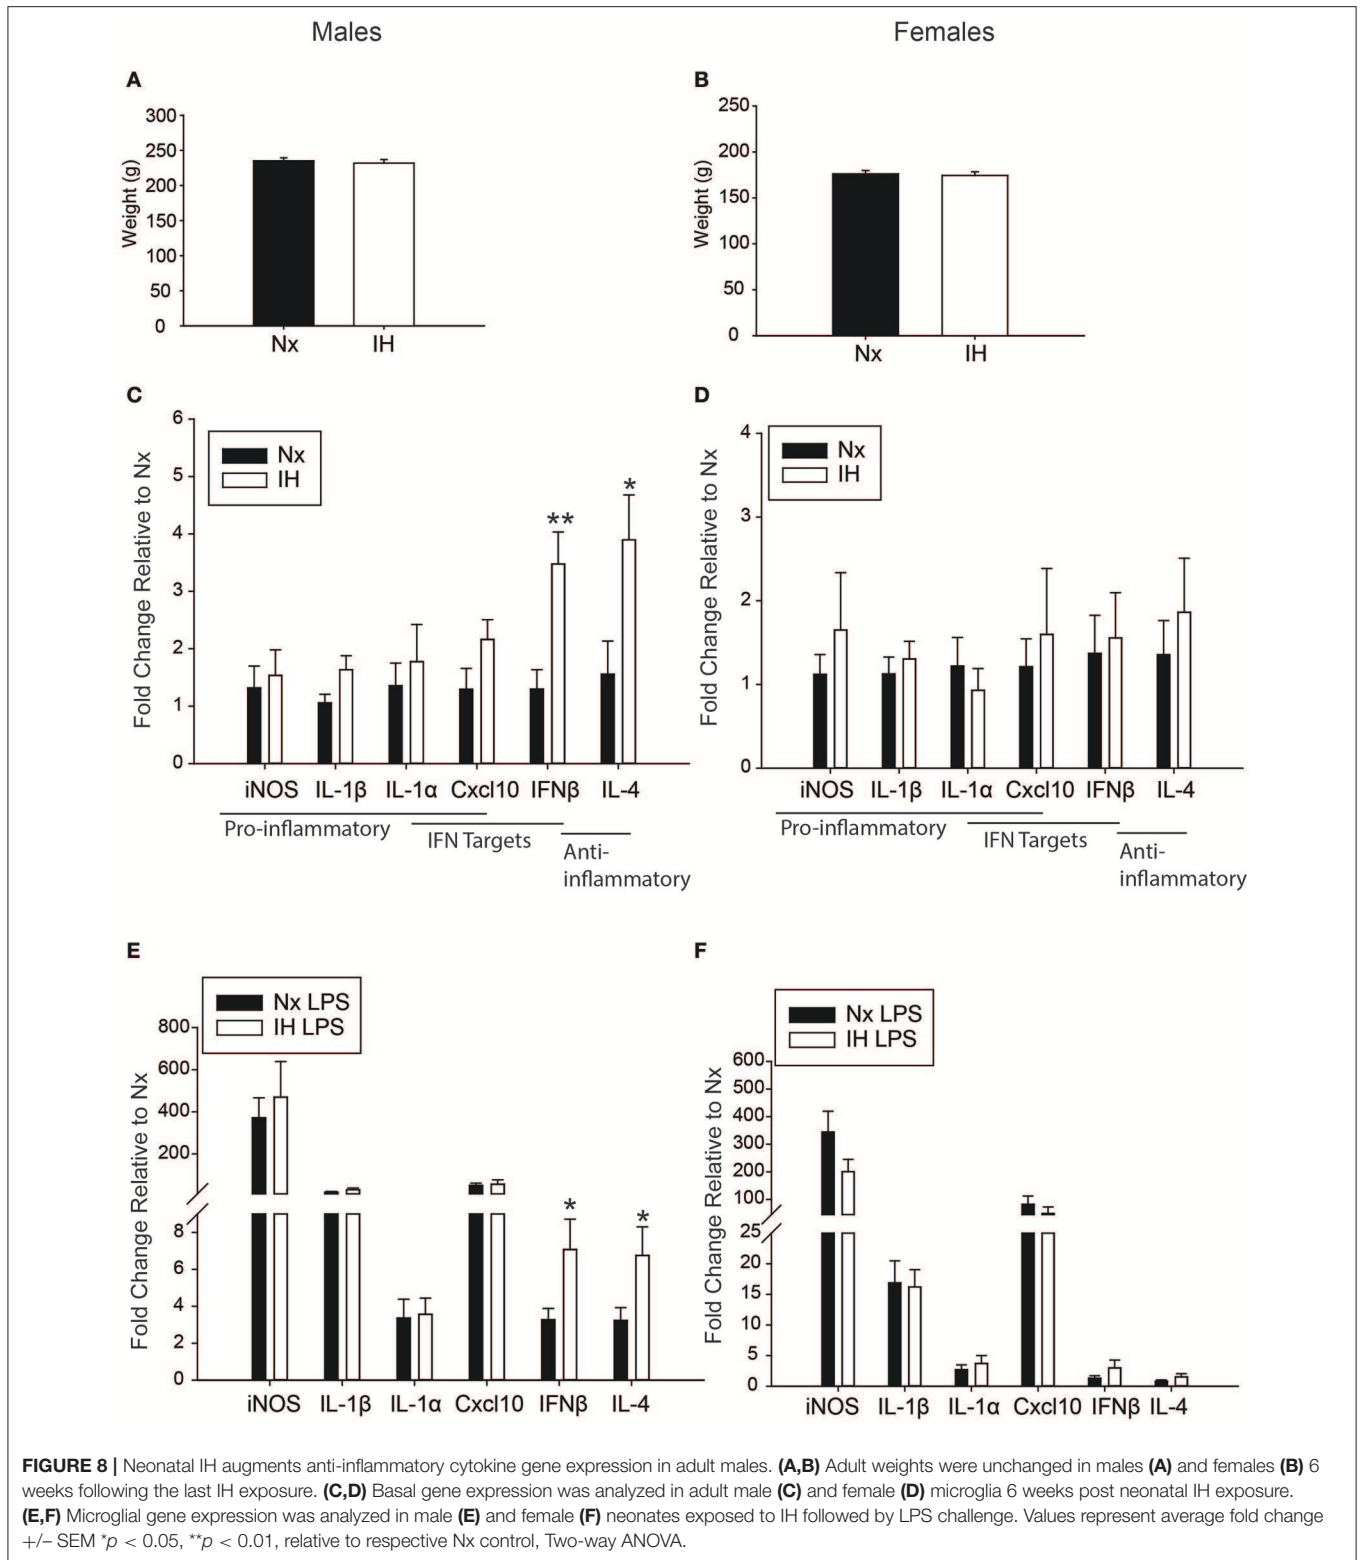 Males
Females
A
300
250
200
150
100
50
0
Weight (g)
Nx
IH
B
250
200
150
100
50
0
Weight (g)
Nx
IH
C
6
5
4
3
2
1
0
Fold Change Relative to Nx
Nx
IH
**
*
iNOS IL-1β IL-1α Cxcl10 IFNβ IL-4
Pro-inflammatory
IFN Targets
Anti-
inflammatory
D
4
3
2
1
0
Fold Change Relative to Nx
Nx
IH
iNOS IL-1β IL-1α Cxcl10 IFNβ IL-4
Pro-inflammatory
IFN Targets
Anti-
inflammatory
E
Nx LPS
IH LPS
800
600
400
200
8
6
4
2
0
Fold Change Relative to Nx
*
*
iNOS IL-1β IL-1α Cxcl10 IFNβ IL-4
F
Nx LPS
IH LPS
600
500
400
300
200
100
25
20
15
10
5
0
Fold Change Relative to Nx
iNOS IL-1β IL-1α Cxcl10 IFNβ IL-4
FIGURE 8 | Neonatal IH augments anti-inflammatory cytokine gene expression in adult males. (A,B) Adult weights were unchanged in males (A) and females (B) 6
weeks following the last IH exposure. (C,D) Basal gene expression was analyzed in adult male (C) and female (D) microglia 6 weeks post neonatal IH exposure.
(E,F) Microglial gene expression was analyzed in male (E) and female (F) neonates exposed to IH followed by LPS challenge. Values represent average fold change
+/− SEM *p < 0.05, **p < 0.01, relative to respective Nx control, Two-way ANOVA.